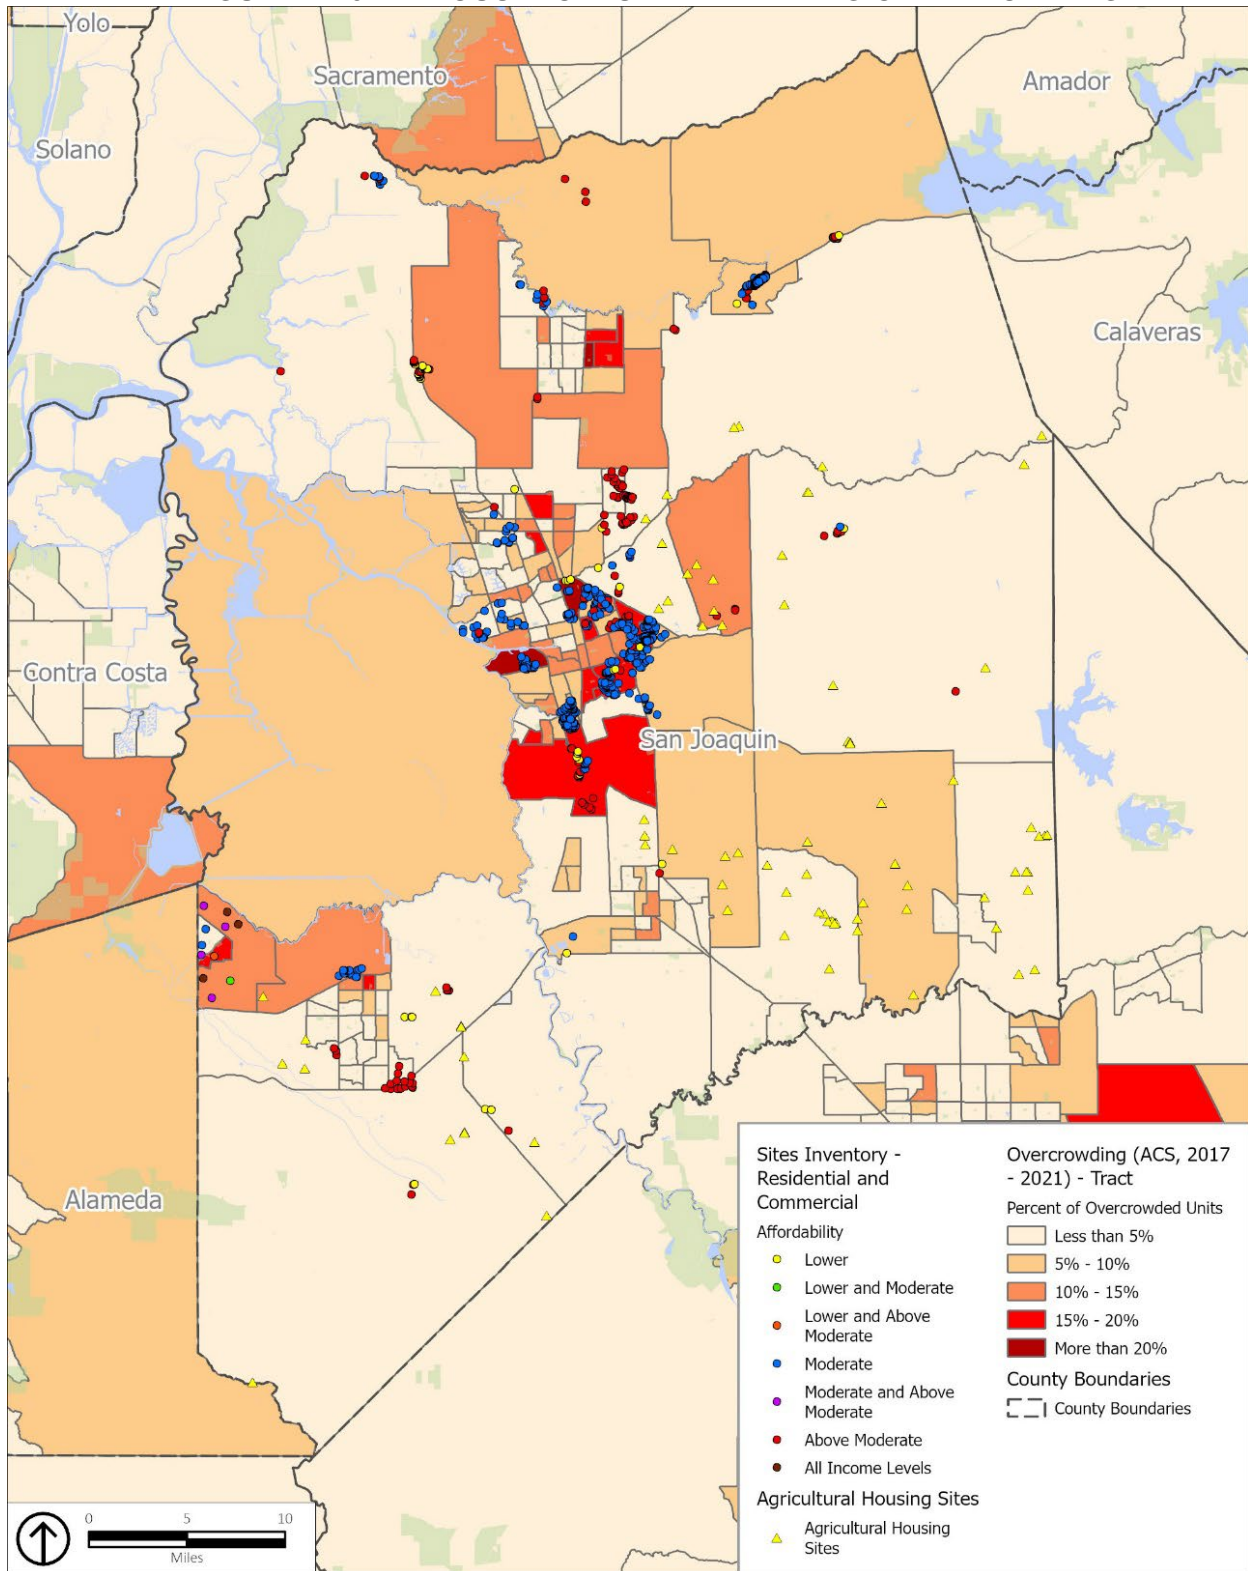 Yolo
Sacramento
Amador
Solano
Calaveras
Contra Costa
San Joaquin
Alameda
Sites Inventory -
Residential and
Commercial
Affordability
Lower
Lower and Moderate
Lower and Above
Moderate
Moderate
Moderate and Above
Moderate
Above Moderate
All Income Levels
Agricultural Housing Sites
Agricultural Housing
Sites
Overcrowding (ACS, 2017
- 2021) - Tract
Percent of Overcrowded Units
Less than 5%
5% - 10%
10% - 15%
15% - 20%
More than 20%
County Boundaries
County Boundaries
0 5 10
Miles